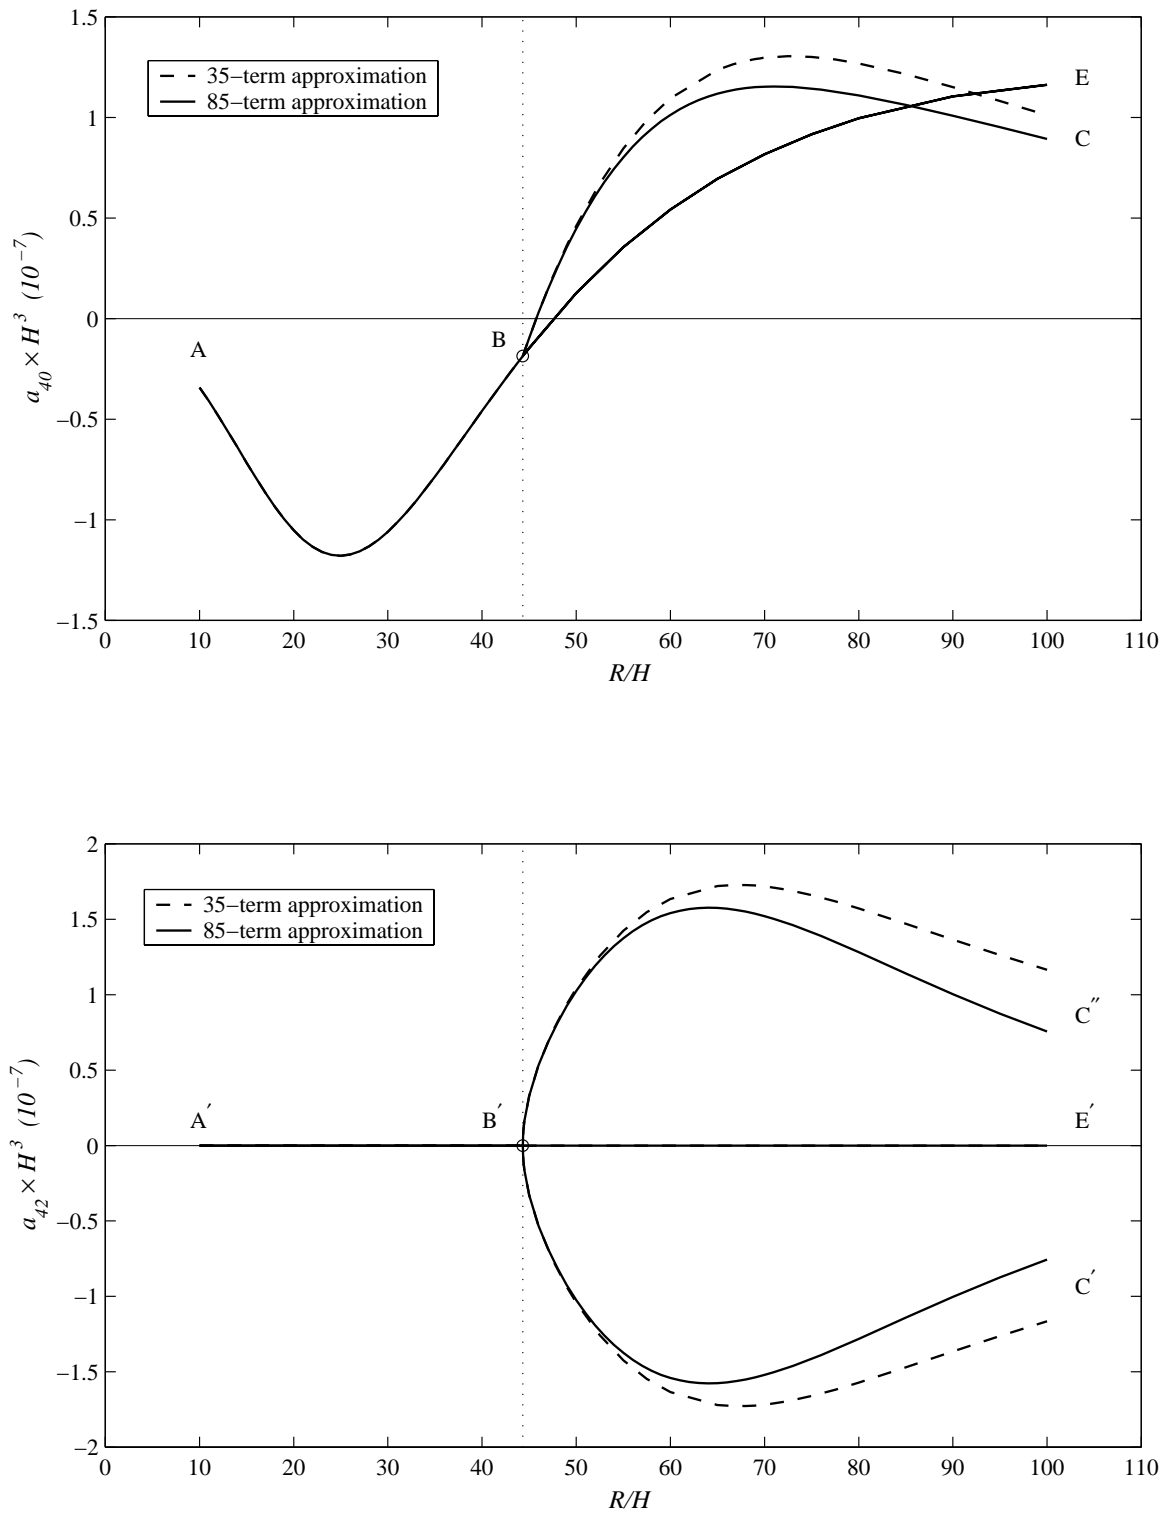 35−term approximation
85−term approximation
1.5
1
0.5
0
−0.5
−1
−1.5
a40 × H3 (10−7)
A
B
E
C
0 10 20 30 40 50 60 70 80 90 100 110
R/H
35−term approximation
85−term approximation
2
1.5
1
0.5
0
−0.5
−1
−1.5
−2
a42 × H3 (10−7)
A′
B′
C′′
E′
C′
0 10 20 30 40 50 60 70 80 90 100 110
R/H